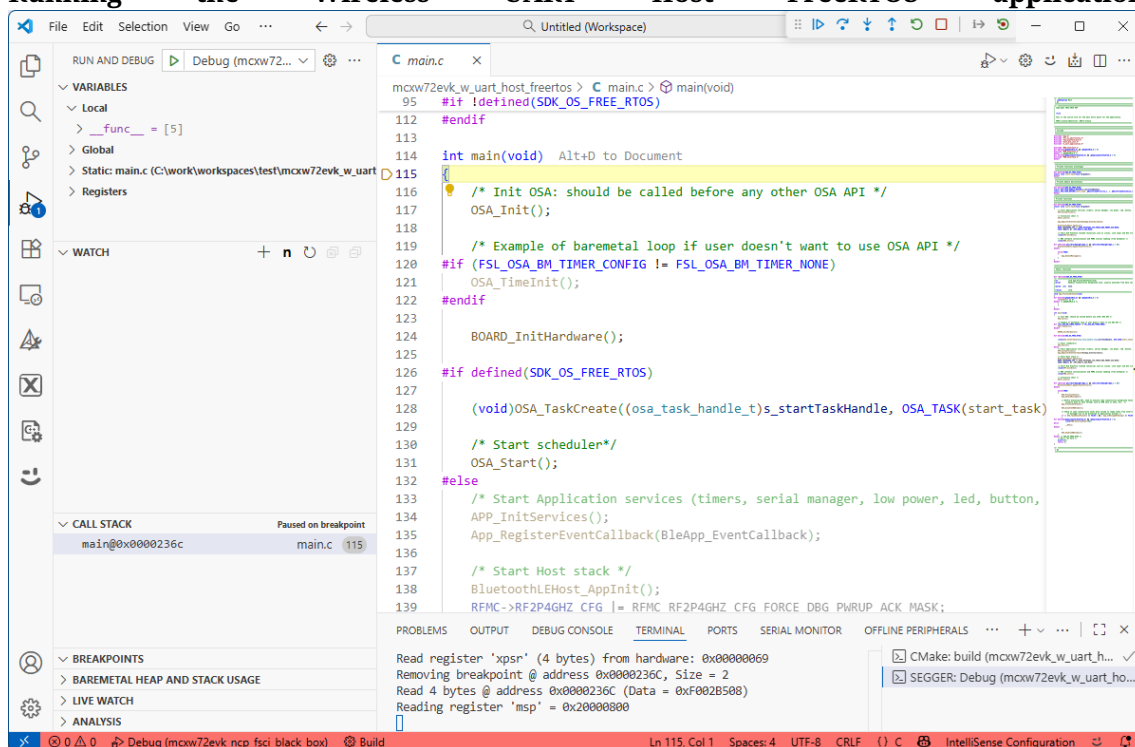 Running the Wireless UART Host FreeRTOS application
File Edit Selection View Go ··· Untitled (Workspace)
RUN AND DEBUG Debug (mcxw72... ···
VARIABLES
Local
__func__ = [5]
Global
Static: main.c (C:\work\workspaces\test\mcxw72evk_w_uart
Registers
1
WATCH
CALL STACK Paused on breakpoint
main@0x0000236c main.c 115
BREAKPOINTS
BAREMETAL HEAP AND STACK USAGE
LIVE WATCH
ANALYSIS
C main.c
mcxw72evk_w_uart_host_freertos > C main.c > main(void)
95 #if !defined(SDK_OS_FREE_RTOS)
112 #endif
113
114 int main(void) Alt+D to Document
115 {
116 /* Init OSA: should be called before any other OSA API */
117 OSA_Init();
118
119 /* Example of baremetal loop if user doesn't want to use OSA API */
120 #if (FSL_OSA_BM_TIMER_CONFIG != FSL_OSA_BM_TIMER_NONE)
121 OSA_TimeInit();
122 #endif
123
124 BOARD_InitHardware();
125
126 #if defined(SDK_OS_FREE_RTOS)
127
128 (void)OSA_TaskCreate((osa_task_handle_t)s_startTaskHandle, OSA_TASK(start_task)
129
130 /* Start scheduler*/
131 OSA_Start();
132 #else
133 /* Start Application services (timers, serial manager, low power, led, button,
134 APP_InitServices();
135 App_RegisterEventCallback(BleApp_EventCallback);
136
137 /* Start Host stack */
138 BluetoothLEHost_AppInit();
139 RFMC->RF2P4GHZ_CFG |= RFMC_RF2P4GHZ_CFG_FORCE_DBG_PWRUP_ACK_MASK;
PROBLEMS OUTPUT DEBUG CONSOLE TERMINAL PORTS SERIAL MONITOR OFFLINE PERIPHERALS ···
Read register 'xpsr' (4 bytes) from hardware: 0x00000069
Removing breakpoint @ address 0x0000236C, Size = 2
Read 4 bytes @ address 0x0000236C (Data = 0xF002B508)
Reading register 'msp' = 0x20000800
CMake: build (mcxw72evk_w_uart_h...
SEGGER: Debug (mcxw72evk_w_uart_ho...
0 0 Debug (mcxw72evk_ncp_fsci_black_box) Build Ln 115, Col 1 Spaces: 4 UTF-8 CRLF {} C IntelliSense Configuration